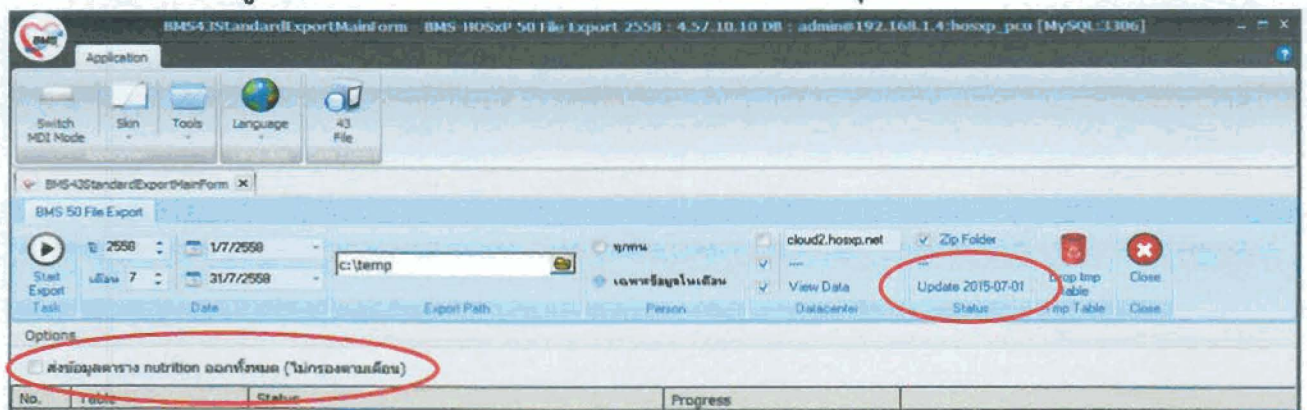 BMS43StandardExportMainForm BMS HOSxP 50 File Export 2558 : 4.57.10.10 DB : admin@192.168.1.4:hosxp_pcu [MySQL:3306]
BMS
Application
Switch MDI Mode
Skin
Tools
Language
43 File
BMS43StandardExportMainForm
BMS 50 File Export
Start Export
ปี 2558
เดือน 7
1/7/2558
31/7/2558
c:\temp
ทุกคน
เฉพาะข้อมูลในเดือน
cloud2.hosxp.net
----
View Data
Zip Folder
...
Update 2015-07-01
Drop tmp Table
Close
Task
Date
Export Path
Person
Datacenter
Status
Tmp Table
Close
Options
ส่งข้อมูลตาราง nutrition ออกทั้งหมด (ไม่กรองตามเดือน)
No. Table Status Progress